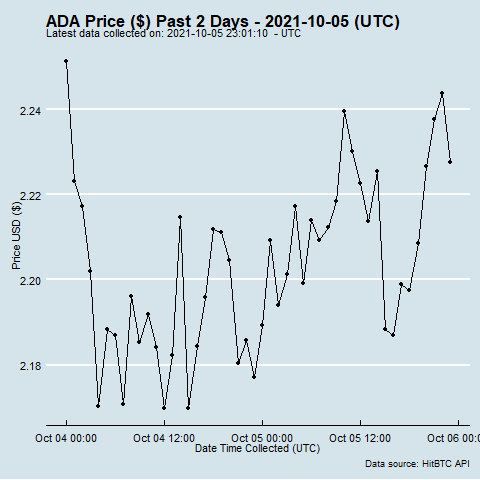 ADA Price ($) Past 2 Days - 2021-10-05 (UTC)
Latest data collected on: 2021-10-05 23:01:10 - UTC
2.24
2.22
2.20
2.18
Price USD ($)
Oct 04 00:00 Oct 04 12:00 Oct 05 00:00 Oct 05 12:00 Oct 06 00:
Date Time Collected (UTC)
Data source: HitBTC API